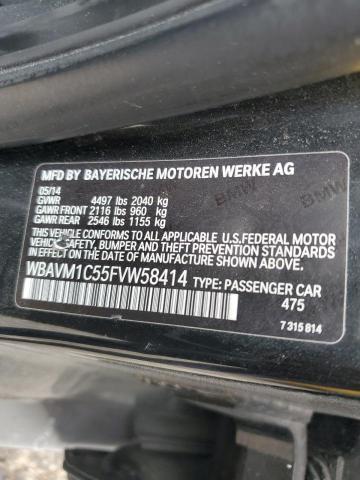 MFD BY BAYERISCHE MOTOREN WERKE AG
05/14
GVWR 4497 lbs 2040 kg
GAWR FRONT 2116 lbs 960 kg
GAWR REAR 2546 lbs 1155 kg
THIS VEHICLE CONFORMS TO ALL APPLICABLE U.S.FEDERAL MOTOR
VEHICLE SAFETY, BUMPER AND THEFT PREVENTION STANDARDS IN
EFFECT ON THE DATE OF MANUFACTURE SHOWN ABOVE.
WBAVM1C55FVW58414 TYPE: PASSENGER CAR
475
7 315 814